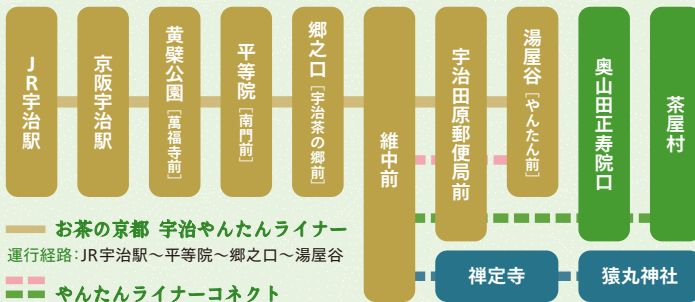 JR宇治駅
京阪宇治駅
黄檗公園［萬福寺前］
平等院［南門前］
郷之口［宇治茶の郷前］
維中前
宇治田原郵便局前
湯屋谷［やんたん前］
奥山田正寿院口
茶屋村
お茶の京都 宇治やんたんライナー
運行経路:JR宇治駅～平等院～郷之口～湯屋谷
やんたんライナーコネクト
禅定寺
猿丸神社